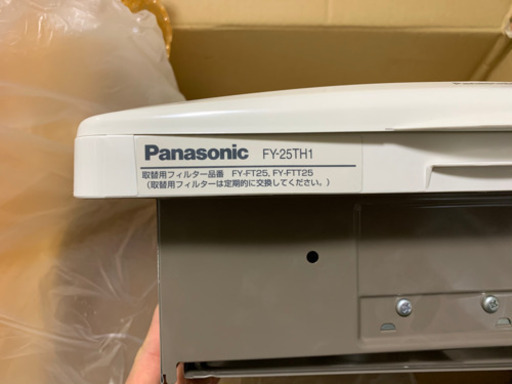 Panasonic FY-25TH1
取替用フィルター品番 FY-FT25, FY-FTT25
(取替用フィルターは定期的に交換してください。)